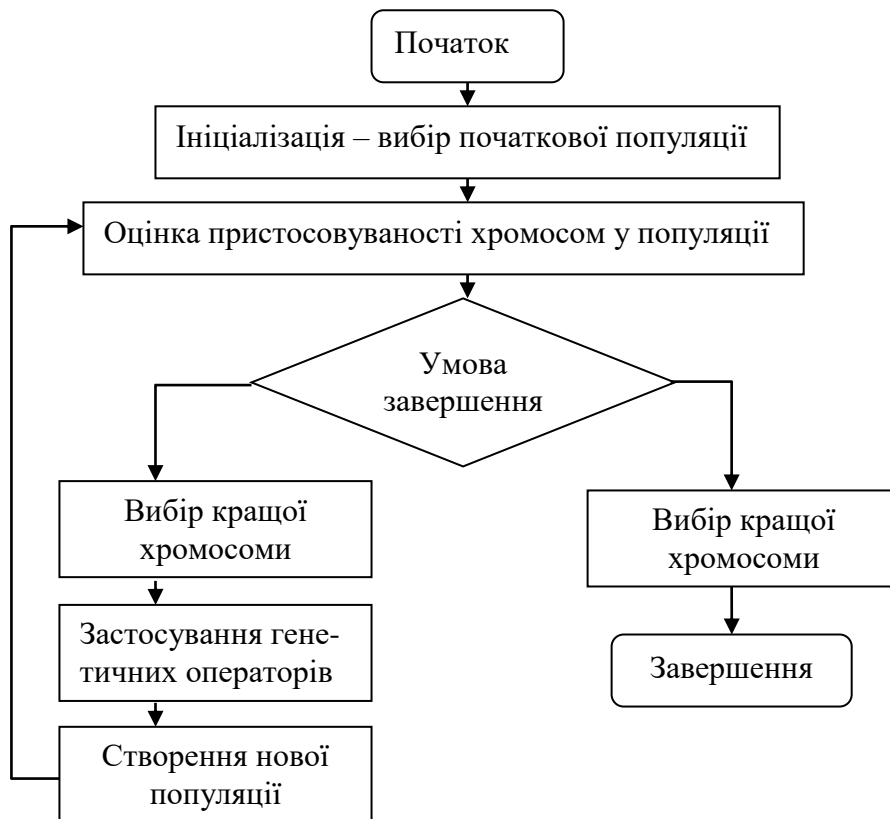 Початок
Ініціалізація – вибір початкової популяції
Оцінка пристосовуваності хромосом у популяції
Умова
завершення
Вибір кращої
хромосоми
Застосування гене-
тичних операторів
Створення нової
популяції
Вибір кращої
хромосоми
Завершення